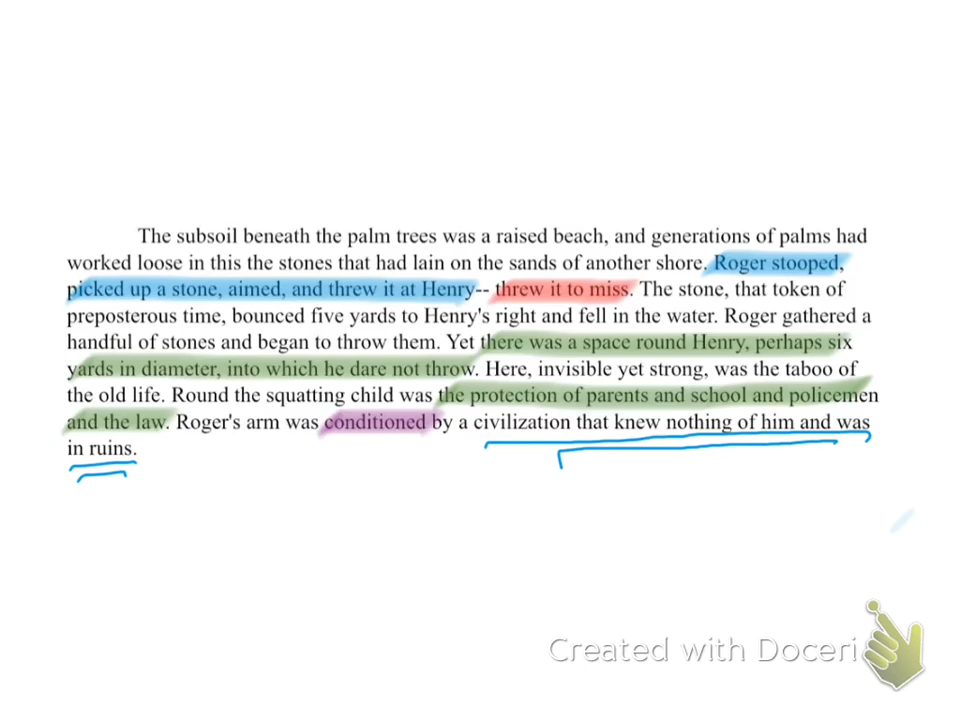 The subsoil beneath the palm trees was a raised beach, and generations of palms had
worked loose in this the stones that had lain on the sands of another shore. Roger stooped,
picked up a stone, aimed, and threw it at Henry-- threw it to miss. The stone, that token of
preposterous time, bounced five yards to Henry's right and fell in the water. Roger gathered a
handful of stones and began to throw them. Yet there was a space round Henry, perhaps six
yards in diameter, into which he dare not throw. Here, invisible yet strong, was the taboo of
the old life. Round the squatting child was the protection of parents and school and policemen
and the law. Roger's arm was conditioned by a civilization that knew nothing of him and was
in ruins.
Created with Doceri